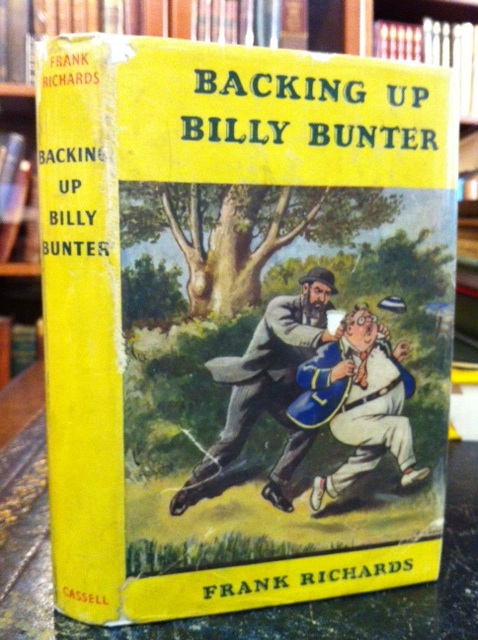 FRANK
RICHARDS
BACKING
UP
BILLY
BUNTER
CASSELL
BACKING UP
BILLY BUNTER
FRANK RICHARDS